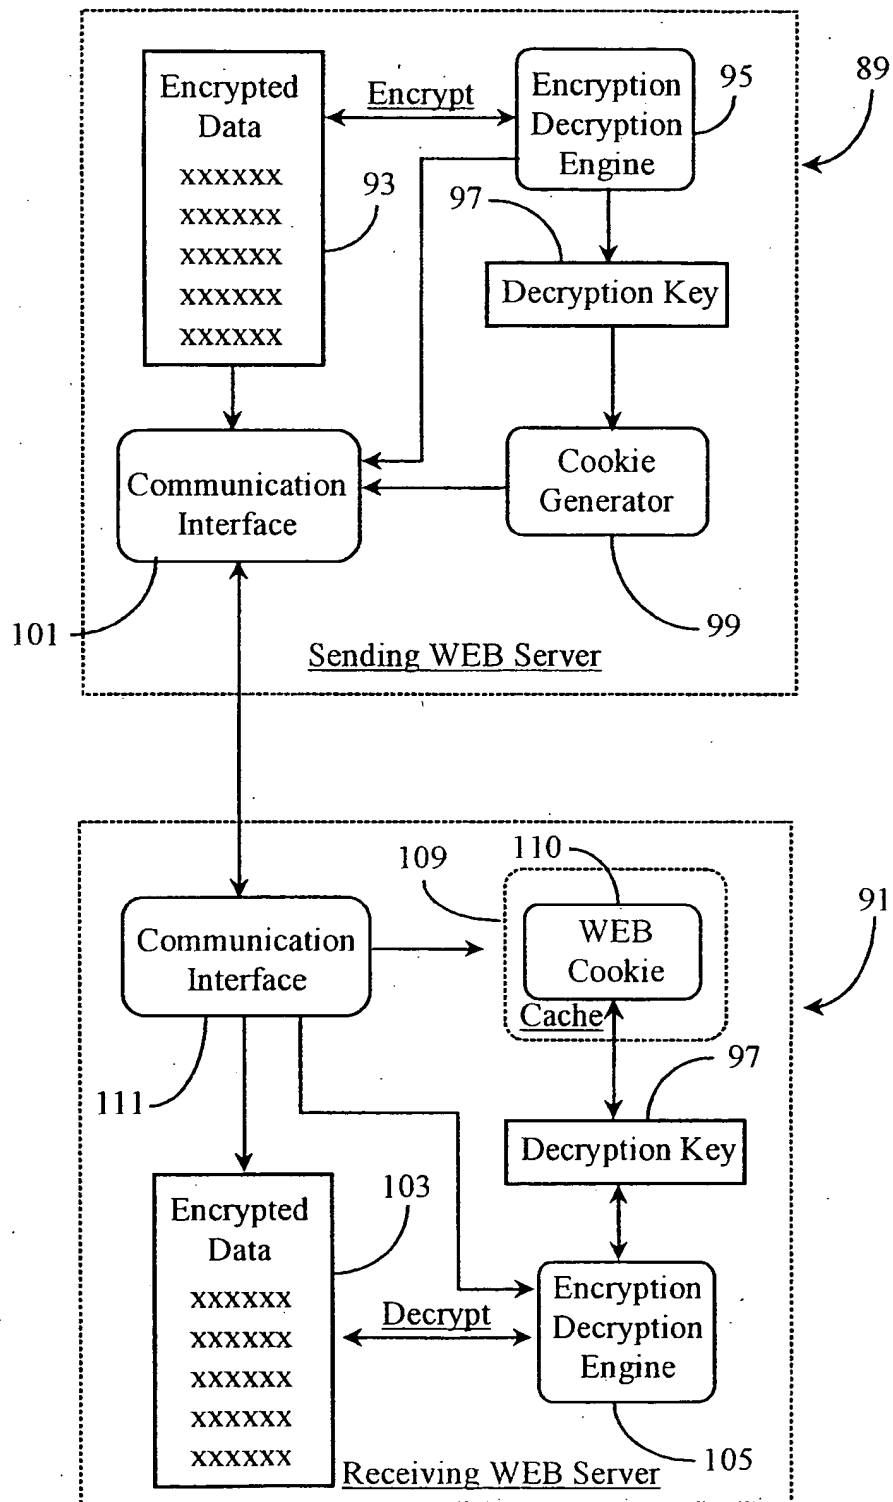 Encrypted
Data
xxxxxx
xxxxxx
xxxxxx
xxxxxx
xxxxxx
Encrypt
Encryption
Decryption
Engine
95
89
93
97
Decryption Key
Communication
Interface
Cookie
Generator
101
99
Sending WEB Server
109
110
91
Communication
Interface
WEB
Cookie
Cache
97
111
Decryption Key
103
Encrypted
Data
xxxxxx
xxxxxx
xxxxxx
xxxxxx
xxxxxx
Decrypt
Encryption
Decryption
Engine
105
Receiving WEB Server